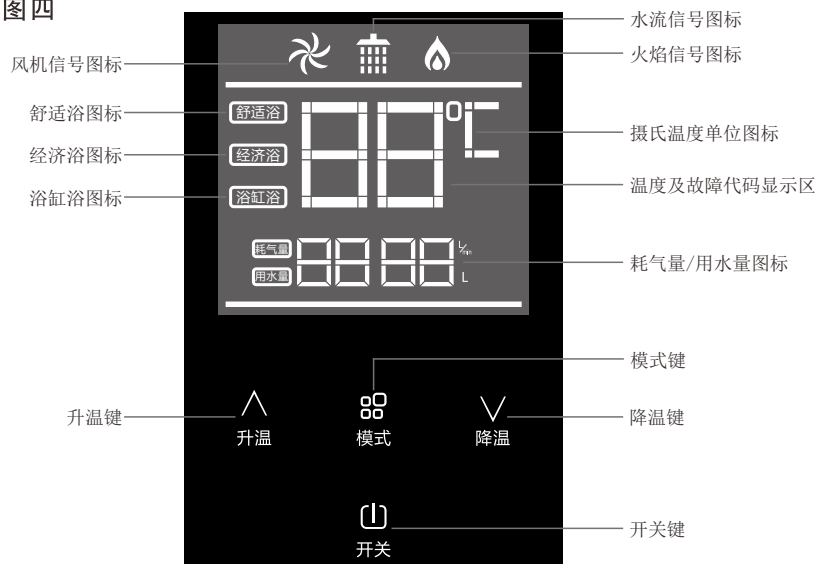 图四
水流信号图标
火焰信号图标
风机信号图标
舒适浴图标
舒适浴
88°C
摄氏温度单位图标
经济浴图标
经济浴
温度及故障代码显示区
浴缸浴图标
浴缸浴
耗气量
88 88
L/min
耗气量/用水量图标
用水量
L
模式键
升温键
升温
模式
降温
降温键
开关
开关键